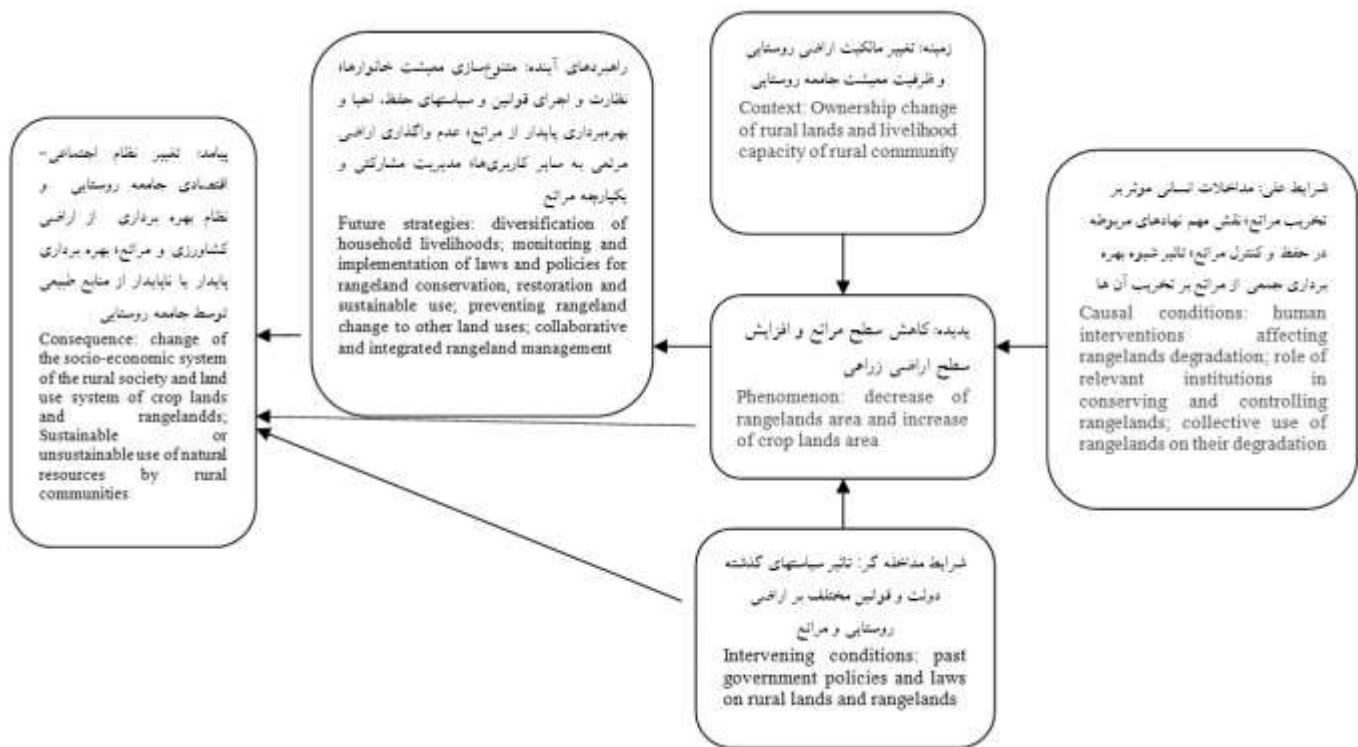 زمینه: تغییر مالکیت اراضی روستایی
و ظرفیت معیشت جامعه روستایی
Context: Ownership change
of rural lands and livelihood
capacity of rural community
راهبردهای آینده: متنوع‌سازی معیشت خانوارها؛
نظارت و اجرای قوانین و سیاستهای حفظ، احیا و
بهره‌برداری پایدار از مراتع؛ عدم واگذاری اراضی
مرتعی به سایر کاربری‌ها؛ مدیریت مشارکتی و
یکپارچه مراتع
Future strategies: diversification of
household livelihoods; monitoring and
implementation of laws and policies for
rangeland conservation, restoration and
sustainable use; preventing rangeland
change to other land uses; collaborative
and integrated rangeland management
پیامد: تغییر نظام اجتماعی-
اقتصادی جامعه روستایی و
نظام بهره برداری از اراضی
کشاورزی و مراتع؛ بهره برداری
پایدار یا ناپایدار از منابع طبیعی
توسط جامعه روستایی
Consequence: change of
the socio-economic system
of the rural society and land
use system of crop lands
and rangelandds;
Sustainable or
unsustainable use of natural
resources by rural
communities
شرایط علی: مداخلات انسانی موثر بر
تخریب مراتع؛ نقش مهم نهادهای مربوطه
در حفظ و کنترل مراتع؛ تاثیر شیوه بهره
برداری جمعی از مراتع بر تخریب آن ها
Causal conditions: human
interventions affecting
rangelands degradation; role of
relevant institutions in
conserving and controlling
rangelands; collective use of
rangelands on their degradation
پدیده: کاهش سطح مراتع و افزایش
سطح اراضی زراعی
Phenomenon: decrease of
rangelands area and increase
of crop lands area
شرایط مداخله گر: تاثیر سیاستهای گذشته
دولت و قوانین مختلف بر اراضی
روستایی و مراتع
Intervening conditions: past
government policies and laws
on rural lands and rangelands